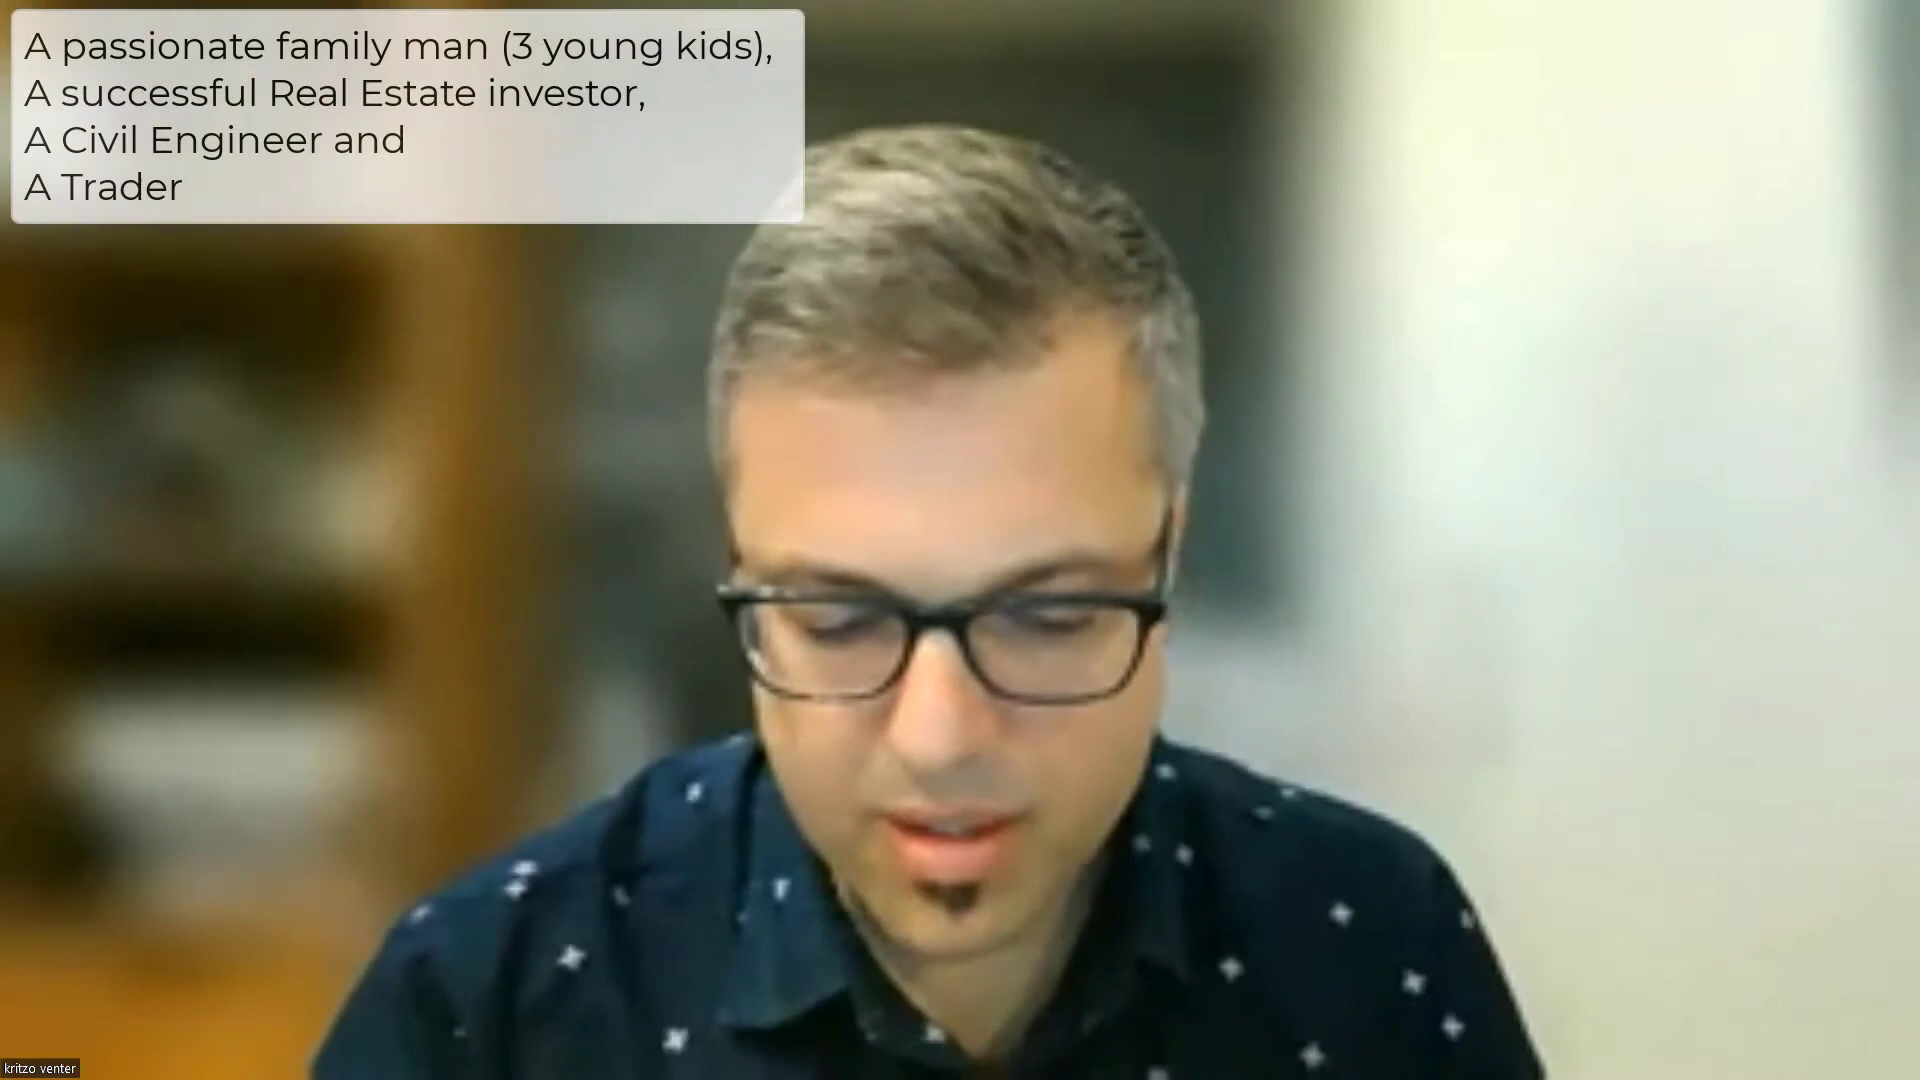 A passionate family man (3 young kids),
A successful Real Estate investor,
A Civil Engineer and
A Trader
kritzo venter